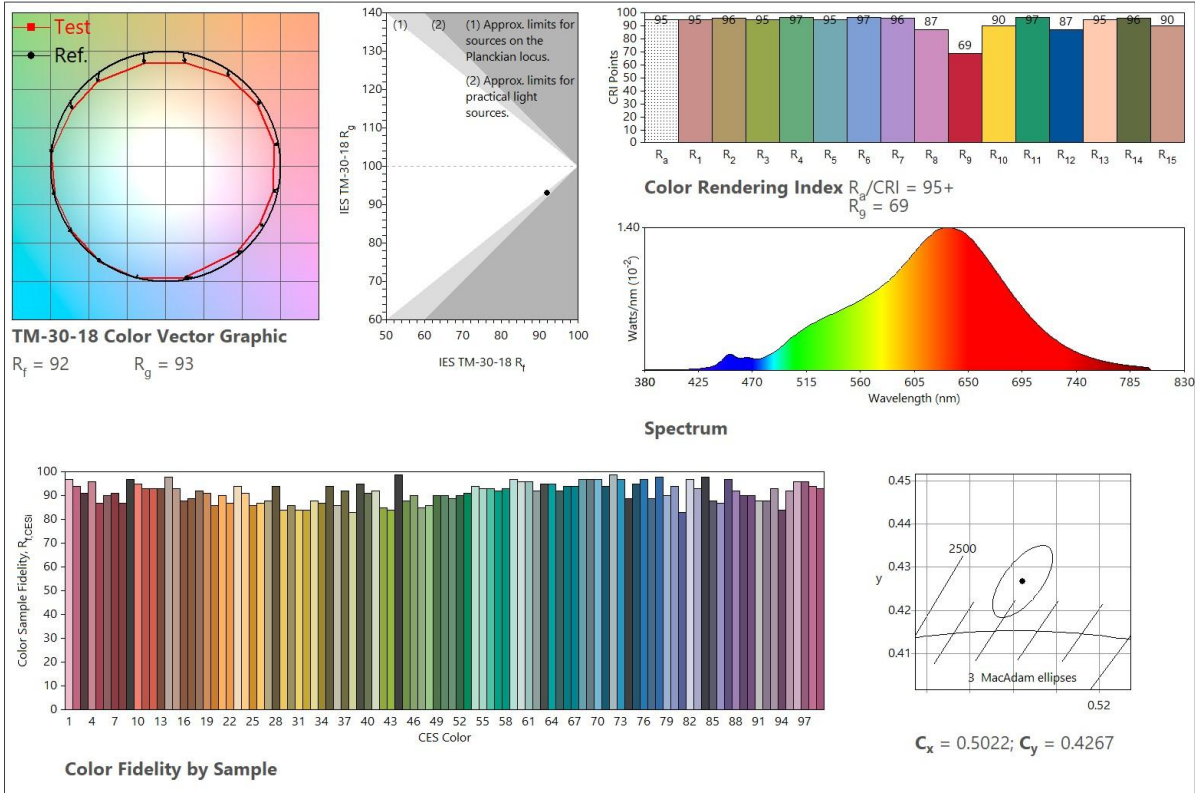 Test
Ref.
TM-30-18 Color Vector Graphic
Rf = 92 Rg = 93
140
130
120
110
100
90
80
70
60
IES TM-30-18 Rg
(1) (2) (1) Approx. limits for
sources on the
Planckian locus.
(2) Approx. limits for
practical light
sources.
50 60 70 80 90 100
IES TM-30-18 Rf
100
90
80
70
60
50
40
30
20
10
0
CRI Points
95 95 96 95 97 95 97 96 87 69 90 97 87 95 96 90
Ra R1 R2 R3 R4 R5 R6 R7 R8 R9 R10 R11 R12 R13 R14 R15
Color Rendering Index Ra/CRI = 95+
R9 = 69
1.40
Watts/nm (10-2)
380 425 470 515 560 605 650 695 740 785 830
Wavelength (nm)
Spectrum
100
90
80
70
60
50
40
30
20
10
0
Color Sample Fidelity, Rf,CESi
1 4 7 10 13 16 19 22 25 28 31 34 37 40 43 46 49 52 55 58 61 64 67 70 73 76 79 82 85 88 91 94 97
CES Color
Color Fidelity by Sample
0.45
0.44
0.43
0.42
0.41
y
2500
3 MacAdam ellipses
0.52
Cx = 0.5022; Cy = 0.4267